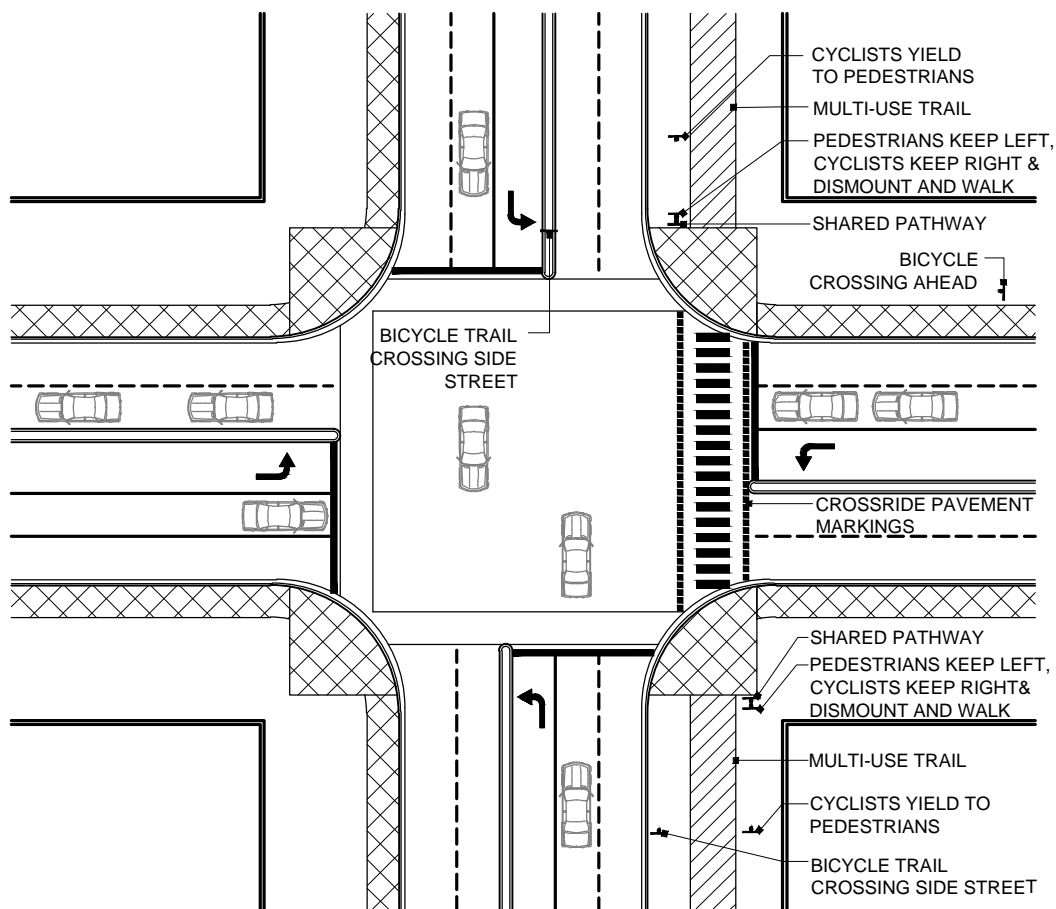 CYCLISTS YIELD
TO PEDESTRIANS
MULTI-USE TRAIL
PEDESTRIANS KEEP LEFT,
CYCLISTS KEEP RIGHT &
DISMOUNT AND WALK
SHARED PATHWAY
BICYCLE
CROSSING AHEAD
BICYCLE TRAIL
CROSSING SIDE
STREET
CROSSRIDE PAVEMENT
MARKINGS
SHARED PATHWAY
PEDESTRIANS KEEP LEFT,
CYCLISTS KEEP RIGHT&
DISMOUNT AND WALK
MULTI-USE TRAIL
CYCLISTS YIELD TO
PEDESTRIANS
BICYCLE TRAIL
CROSSING SIDE STREET